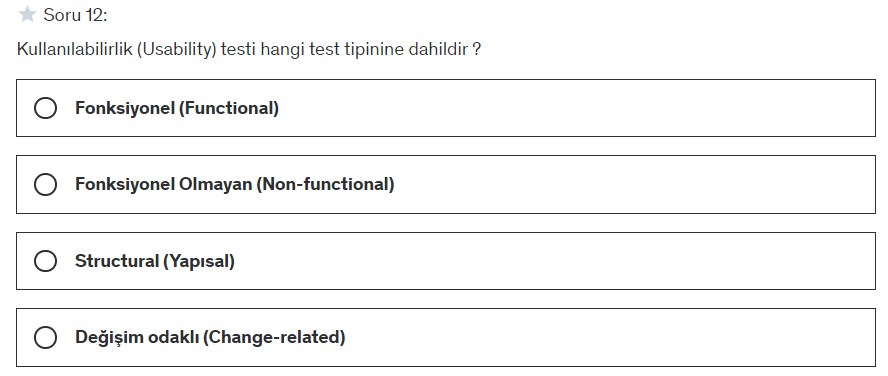 Soru 12:
Kullanılabilirlik (Usability) testi hangi test tipinine dahildir ?
Fonksiyonel (Functional)
Fonksiyonel Olmayan (Non-functional)
Structural (Yapısal)
Değişim odaklı (Change-related)